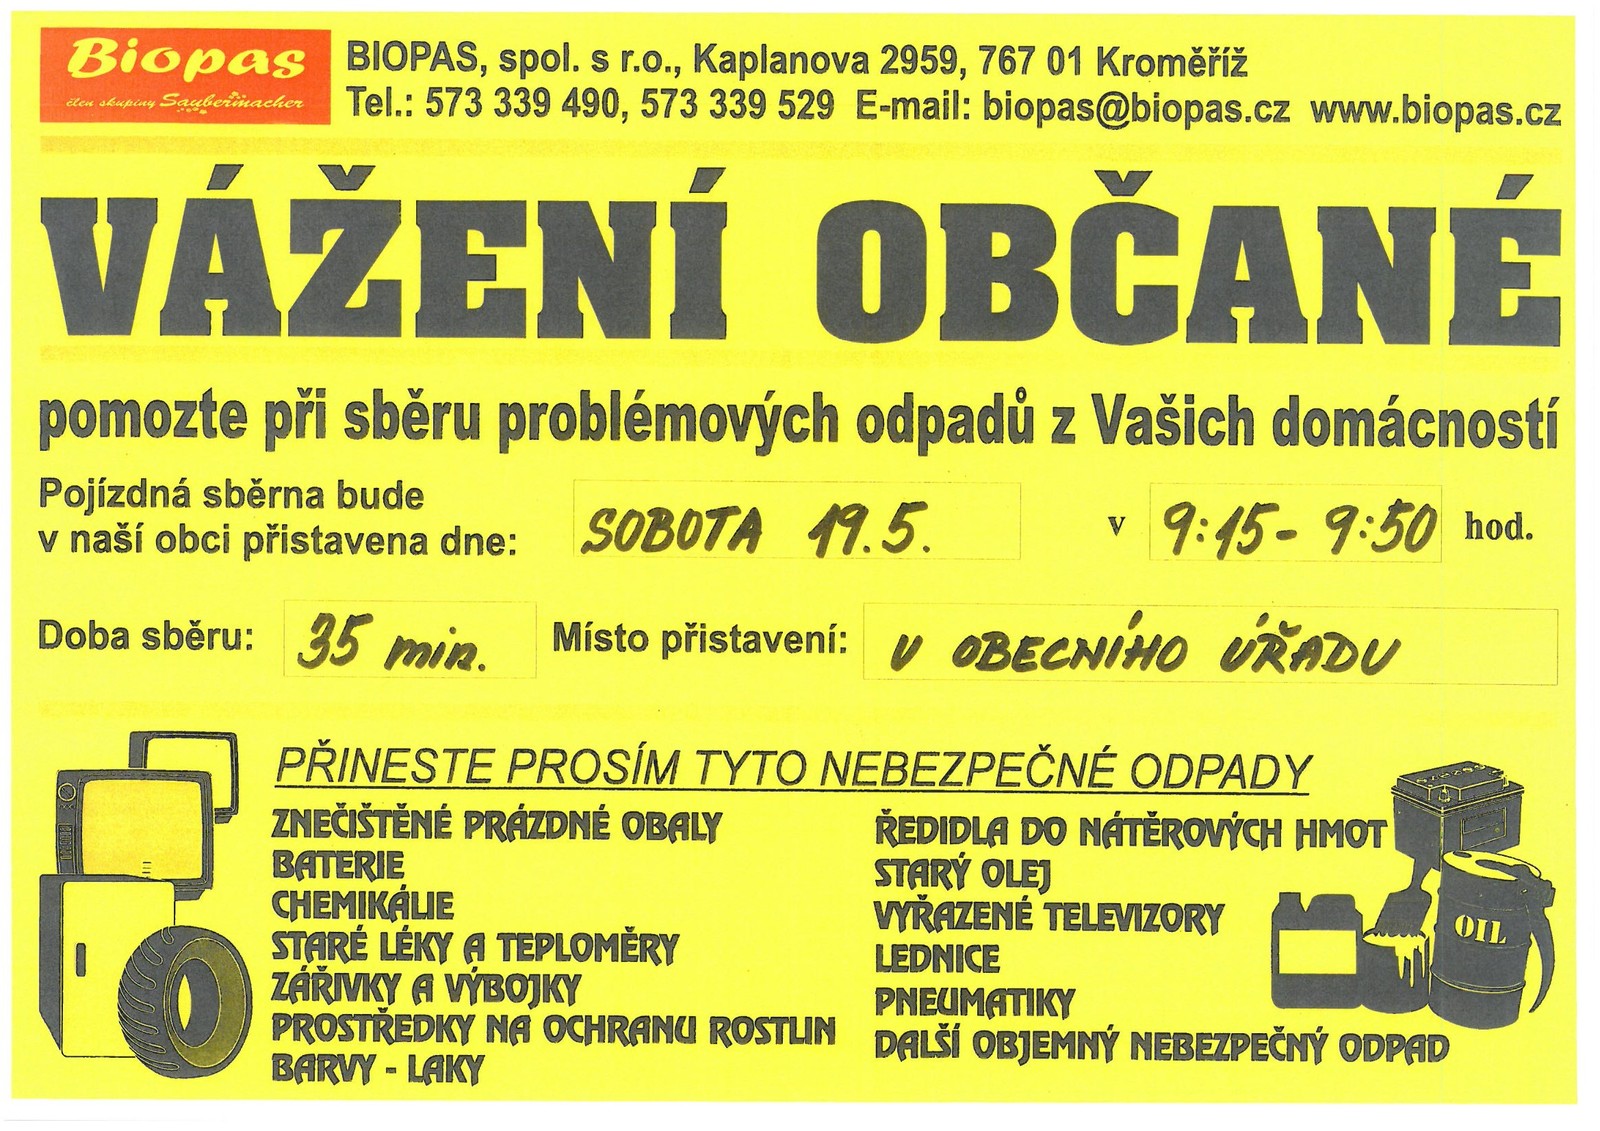 Biopas
člen skupiny Saubermacher
BIOPAS, spol. s r.o., Kaplanova 2959, 767 01 Kroměříž
Tel.: 573 339 490, 573 339 529 E-mail: biopas@biopas.cz www.biopas.cz
VÁŽENÍ OBČANÉ
pomozte při sběru problémových odpadů z Vašich domácností
Pojízdná sběrna bude
v naší obci přistavena dne: SOBOTA 19.5. v 9:15 - 9:50 hod.
Doba sběru: 35 min. Místo přistavení: U OBECNÍHO ÚŘADU
PŘINESTE PROSÍM TYTO NEBEZPEČNÉ ODPADY
ZNEČIŠTĚNÉ PRÁZDNÉ OBALY
BATERIE
CHEMIKÁLIE
STARÉ LÉKY A TEPLOMĚRY
ZÁŘIVKY A VÝBOJKY
PROSTŘEDKY NA OCHRANU ROSTLIN
BARVY - LAKY
ŘEDIDLA DO NÁTĚROVÝCH HMOT
STARÝ OLEJ
VYŘAZENÉ TELEVIZORY
LEDNICE
PNEUMATIKY
DALŠÍ OBJEMNÝ NEBEZPEČNÝ ODPAD
OIL